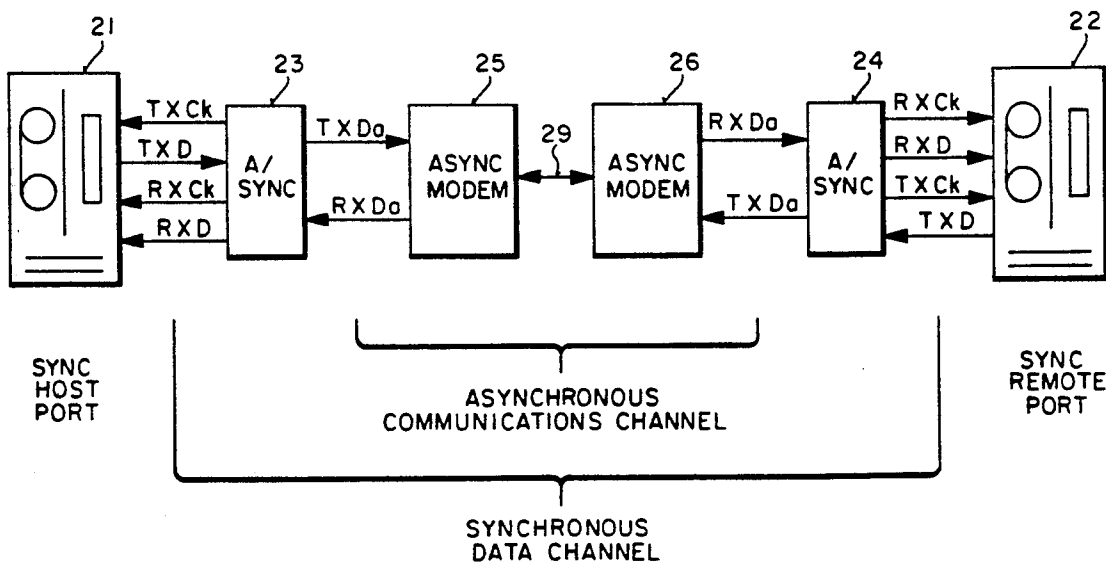 21
23
25
26
24
22
TXCk
TXD
RXCk
RXD
A/
SYNC
TXDa
RXDa
ASYNC
MODEM
29
ASYNC
MODEM
RXDa
TXDa
A/
SYNC
RXCk
RXD
TXCk
TXD
SYNC
HOST
PORT
ASYNCHRONOUS
COMMUNICATIONS CHANNEL
SYNC
REMOTE
PORT
SYNCHRONOUS
DATA CHANNEL